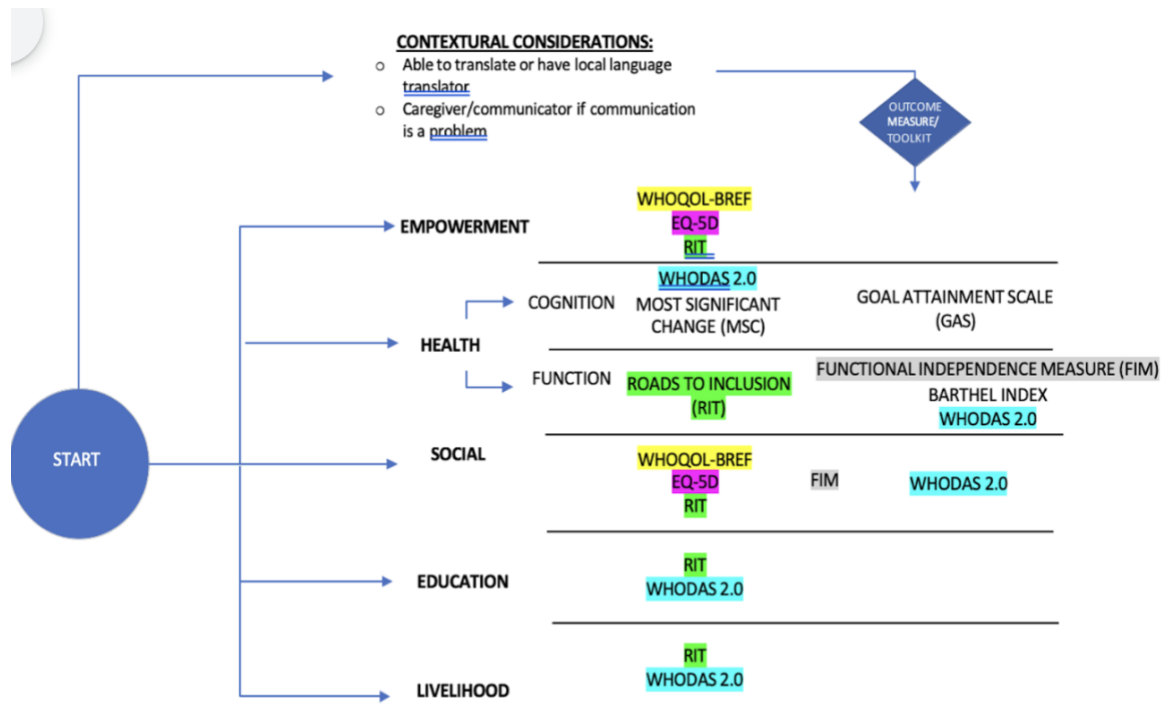 CONTEXTURAL CONSIDERATIONS:
o Able to translate or have local language
translator
o Caregiver/communicator if communication
is a problem
OUTCOME
MEASURE/
TOOLKIT
EMPOWERMENT
WHOQOL-BREF
EQ-5D
RIT
HEALTH
COGNITION
WHODAS 2.0
MOST SIGNIFICANT
CHANGE (MSC)
GOAL ATTAINMENT SCALE
(GAS)
FUNCTION
ROADS TO INCLUSION
(RIT)
FUNCTIONAL INDEPENDENCE MEASURE (FIM)
BARTHEL INDEX
WHODAS 2.0
START
SOCIAL
WHOQOL-BREF
EQ-5D
RIT
FIM
WHODAS 2.0
EDUCATION
RIT
WHODAS 2.0
LIVELIHOOD
RIT
WHODAS 2.0